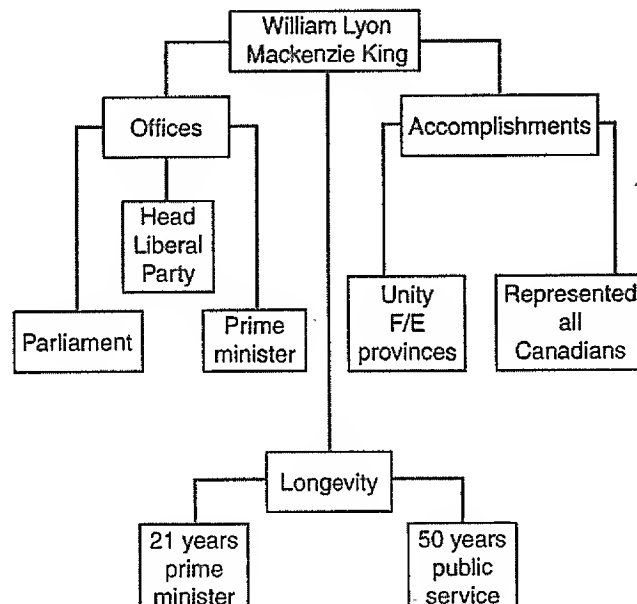 William Lyon
Mackenzie King
Offices
Accomplishments
Head
Liberal
Party
Parliament
Prime
minister
Unity
F/E
provinces
Represented
all
Canadians
Longevity
21 years
prime
minister
50 years
public
service